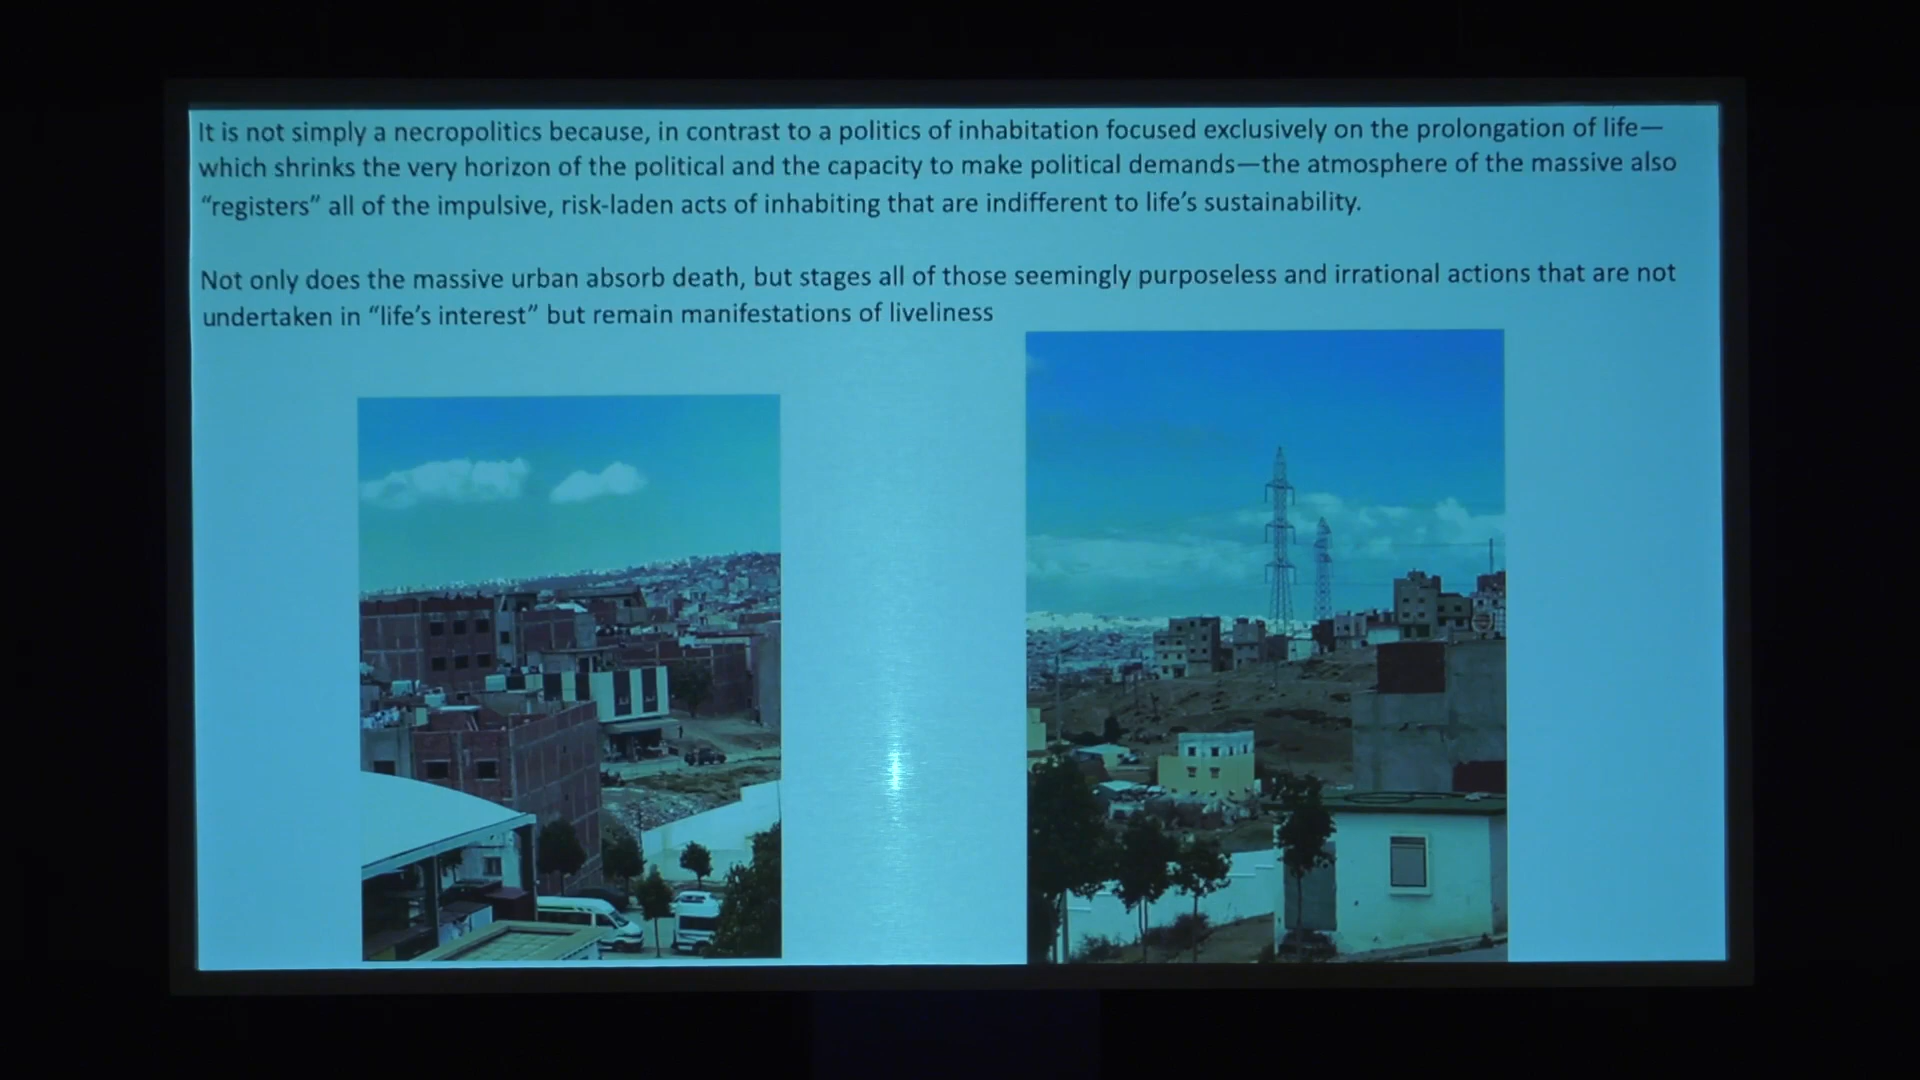 It is not simply a necropolitics because, in contrast to a politics of inhabitation focused exclusively on the prolongation of life—
which shrinks the very horizon of the political and the capacity to make political demands—the atmosphere of the massive also
“registers” all of the impulsive, risk-laden acts of inhabiting that are indifferent to life’s sustainability.
Not only does the massive urban absorb death, but stages all of those seemingly purposeless and irrational actions that are not
undertaken in “life’s interest” but remain manifestations of liveliness